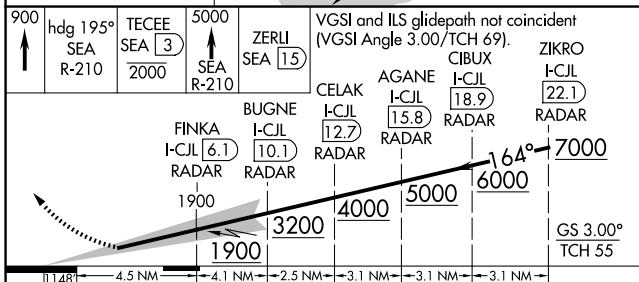 900
hdg 195°
SEA
R-210
TECEE
SEA 3
2000
5000
SEA
R-210
ZERLI
SEA 15
VGSI and ILS glidepath not coincident
(VGSI Angle 3.00/TCH 69).
ZIKRO
I-CJL
22.1
RADAR
CIBUX
I-CJL
18.9
RADAR
AGANE
I-CJL
15.8
RADAR
CELAK
I-CJL
12.7
RADAR
BUGNE
I-CJL
10.1
RADAR
FINKA
I-CJL 6.1
RADAR
1900
164°
7000
6000
5000
4000
3200
1900
GS 3.00°
TCH 55
1148'
4.5 NM
4.1 NM
2.5 NM
3.1 NM
3.1 NM
3.1 NM